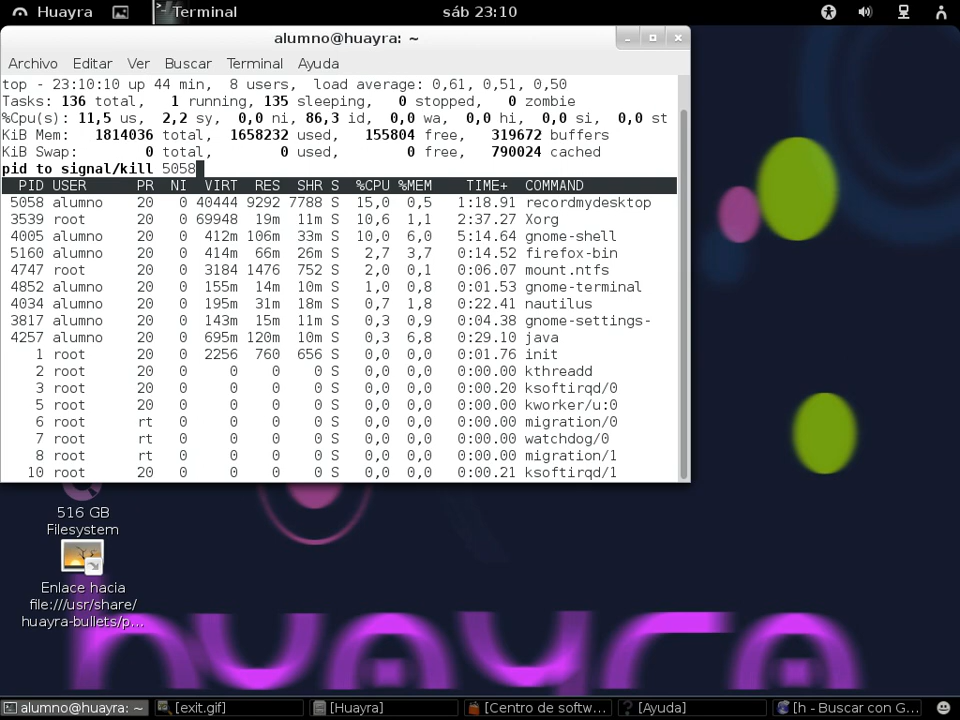 Huayra
Terminal
sáb 23:10
alumno@huayra: ~
Archivo Editar Ver Buscar Terminal Ayuda
top - 23:10:10 up 44 min, 8 users, load average: 0,61, 0,51, 0,50
Tasks: 136 total, 1 running, 135 sleeping, 0 stopped, 0 zombie
%Cpu(s): 11,5 us, 2,2 sy, 0,0 ni, 86,3 id, 0,0 wa, 0,0 hi, 0,0 si, 0,0 st
KiB Mem: 1814036 total, 1658232 used, 155804 free, 319672 buffers
KiB Swap: 0 total, 0 used, 0 free, 790024 cached
pid to signal/kill 5058
PID USER PR NI VIRT RES SHR S %CPU %MEM TIME+ COMMAND
5058 alumno 20 0 40444 9292 7788 S 15,0 0,5 1:18.91 recordmydesktop
3539 root 20 0 69948 19m 11m S 10,6 1,1 2:37.27 Xorg
4005 alumno 20 0 412m 106m 33m S 10,0 6,0 5:14.64 gnome-shell
5160 alumno 20 0 414m 66m 26m S 2,7 3,7 0:14.52 firefox-bin
4747 root 20 0 3184 1476 752 S 2,0 0,1 0:06.07 mount.ntfs
4852 alumno 20 0 155m 14m 10m S 1,0 0,8 0:01.53 gnome-terminal
4034 alumno 20 0 195m 31m 18m S 0,7 1,8 0:22.41 nautilus
3817 alumno 20 0 143m 15m 11m S 0,3 0,9 0:04.38 gnome-settings-
4257 alumno 20 0 695m 120m 10m S 0,3 6,8 0:29.10 java
1 root 20 0 2256 760 656 S 0,0 0,0 0:01.76 init
2 root 20 0 0 0 0 S 0,0 0,0 0:00.00 kthreadd
3 root 20 0 0 0 0 S 0,0 0,0 0:00.20 ksoftirqd/0
5 root 20 0 0 0 0 S 0,0 0,0 0:00.00 kworker/u:0
6 root rt 0 0 0 0 S 0,0 0,0 0:00.00 migration/0
7 root rt 0 0 0 0 S 0,0 0,0 0:00.00 watchdog/0
8 root rt 0 0 0 0 S 0,0 0,0 0:00.00 migration/1
10 root 20 0 0 0 0 S 0,0 0,0 0:00.21 ksoftirqd/1
516 GB
Filesystem
Enlace hacia
file:///usr/share/
huayra-bullets/p...
huayra
alumno@huayra: ~
[exit.gif]
[Huayra]
[Centro de softw...
[Ayuda]
[h - Buscar con G...